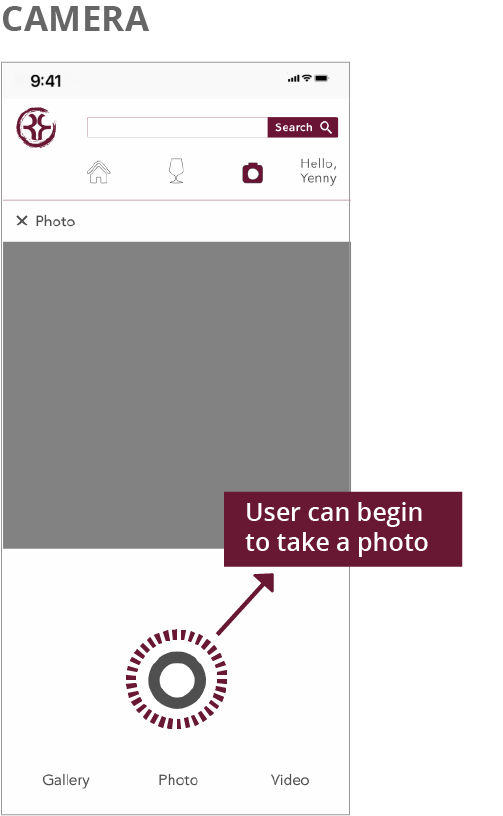 CAMERA
9:41
Search
Hello,
Yenny
× Photo
User can begin
to take a photo
Gallery Photo Video